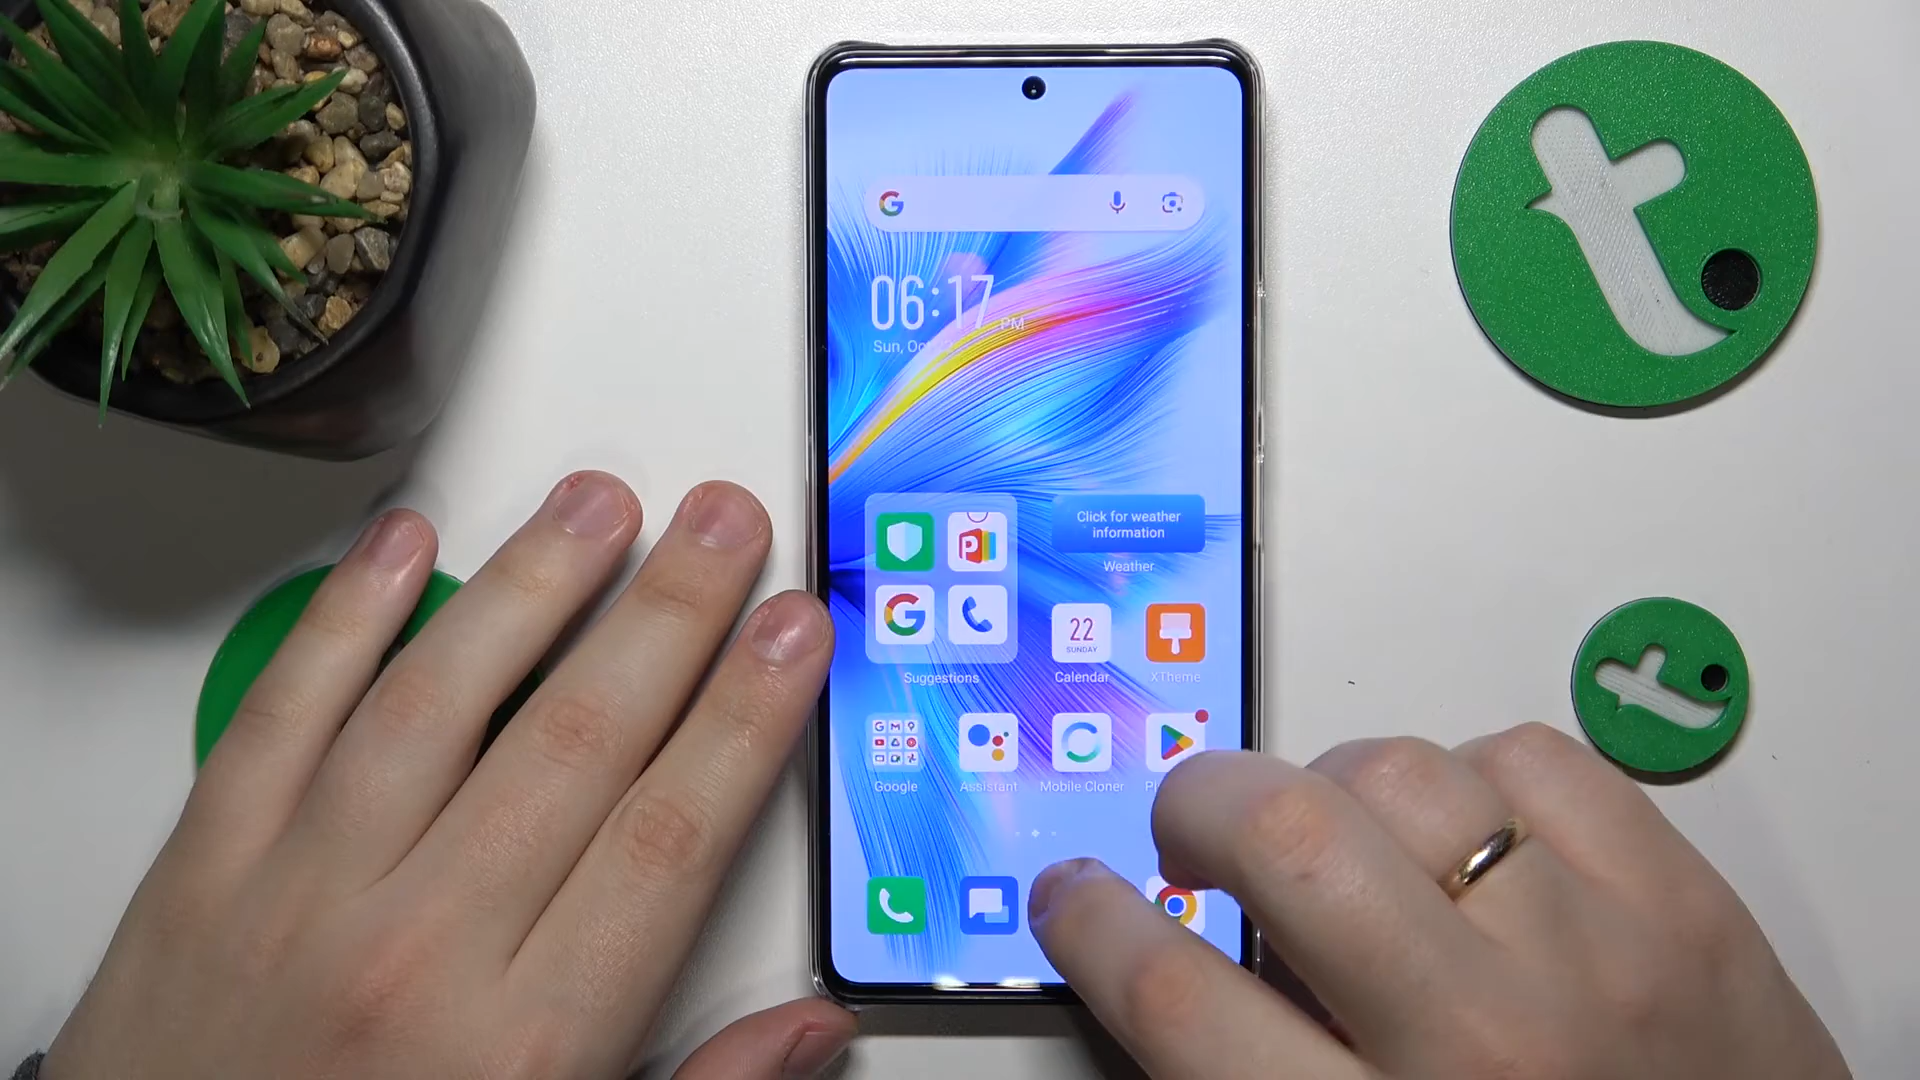 06:17 PM
Sun, Oc
Click for weather
information
Weather
22
SUNDAY
Suggestions
Calendar
XTheme
Google
Assistant
Mobile Cloner